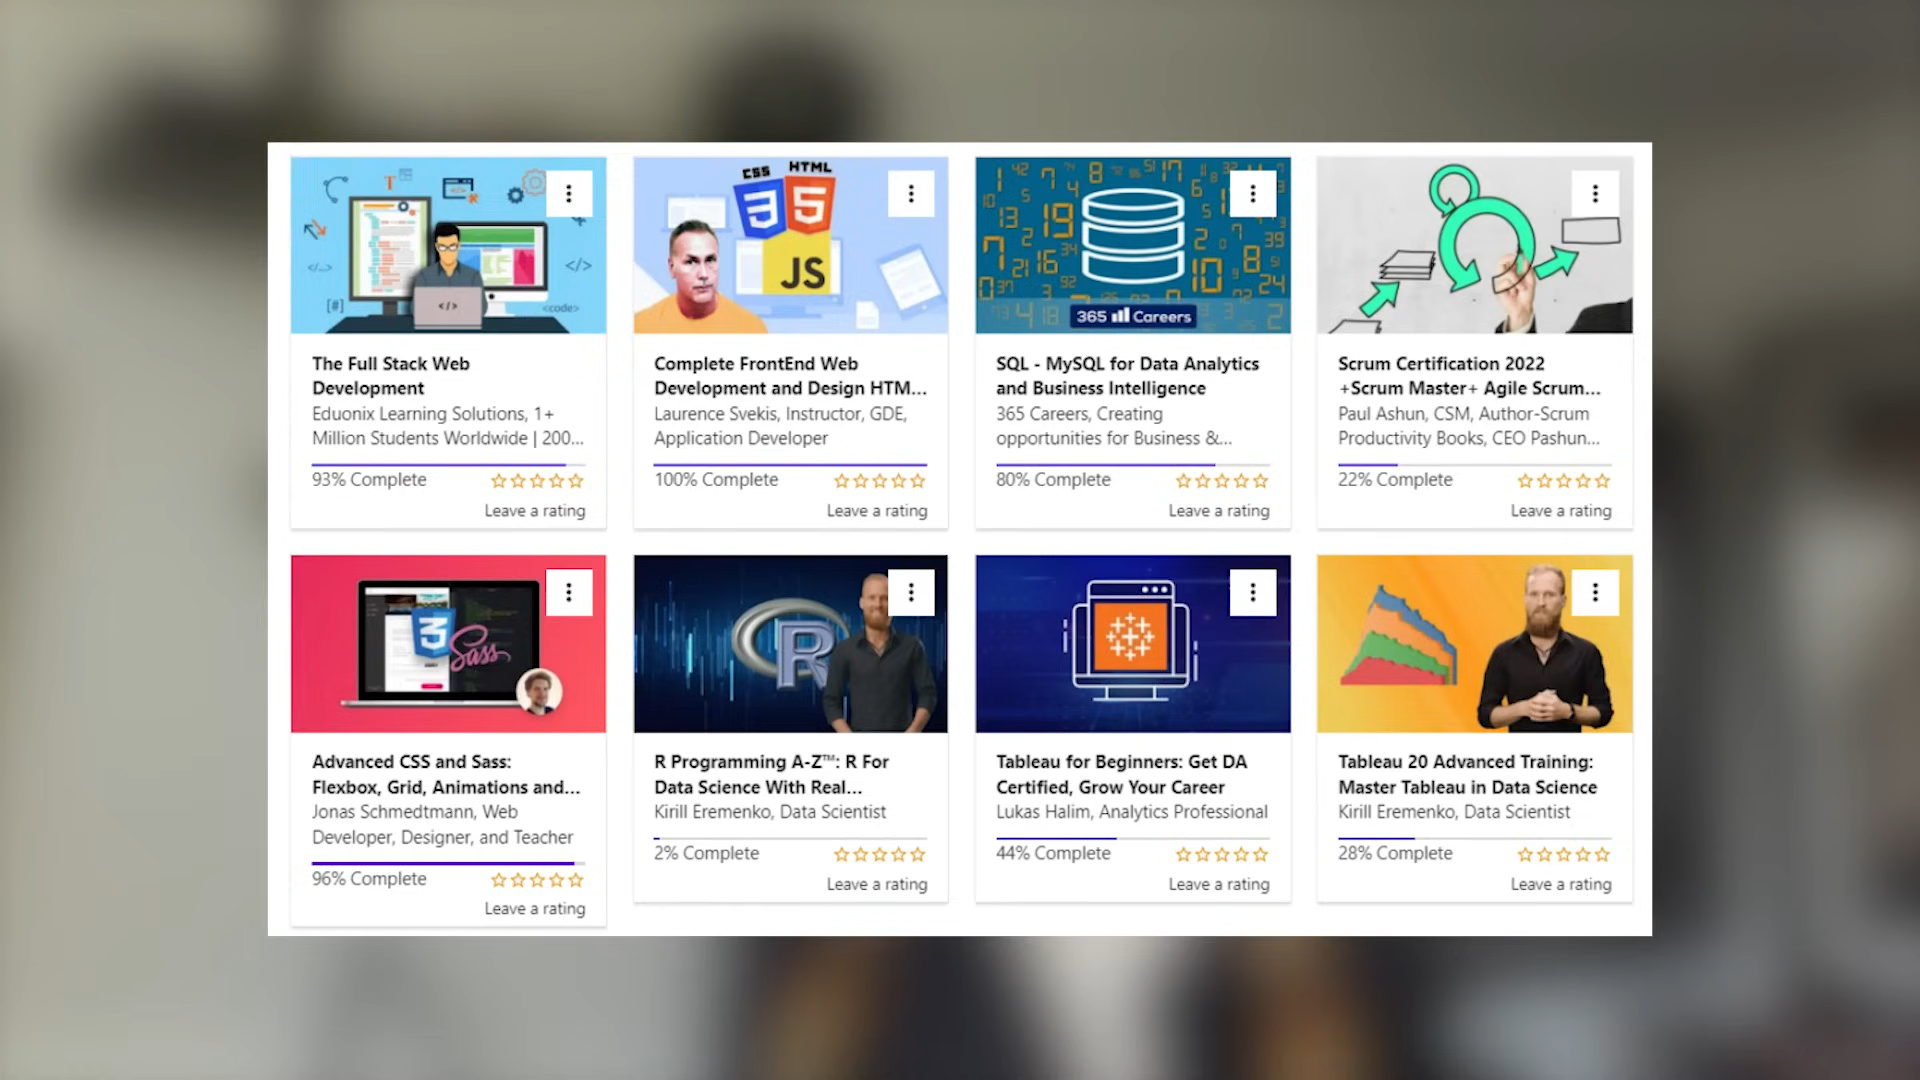 CSS HTML
3 5
JS
365 Careers
The Full Stack Web
Development
Eduonix Learning Solutions, 1+
Million Students Worldwide | 200...
93% Complete
Leave a rating
Complete FrontEnd Web
Development and Design HTM...
Laurence Svekis, Instructor, GDE,
Application Developer
100% Complete
Leave a rating
SQL - MySQL for Data Analytics
and Business Intelligence
365 Careers, Creating
opportunities for Business &...
80% Complete
Leave a rating
Scrum Certification 2022
+Scrum Master+ Agile Scrum...
Paul Ashun, CSM, Author-Scrum
Productivity Books, CEO Pashun...
22% Complete
Leave a rating
3 Sass
R
Advanced CSS and Sass:
Flexbox, Grid, Animations and...
Jonas Schmedtmann, Web
Developer, Designer, and Teacher
96% Complete
Leave a rating
R Programming A-Z™: R For
Data Science With Real...
Kirill Eremenko, Data Scientist
2% Complete
Leave a rating
Tableau for Beginners: Get DA
Certified, Grow Your Career
Lukas Halim, Analytics Professional
44% Complete
Leave a rating
Tableau 20 Advanced Training:
Master Tableau in Data Science
Kirill Eremenko, Data Scientist
28% Complete
Leave a rating